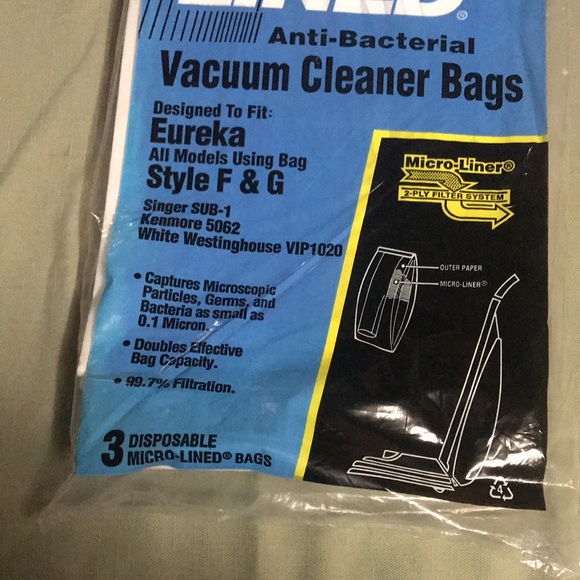 LINED®
Anti-Bacterial
Vacuum Cleaner Bags
Designed To Fit:
Eureka
All Models Using Bag
Style F & G
Singer SUB-1
Kenmore 5062
White Westinghouse VIP1020
• Captures Microscopic
Particles, Germs, and
Bacteria as small as
0.1 Micron.
• Doubles Effective
Bag Capacity.
• 99.7% Filtration.
3 DISPOSABLE
MICRO-LINED® BAGS
Micro-Liner®
2-PLY FILTER SYSTEM
OUTER PAPER
MICRO-LINER®
4